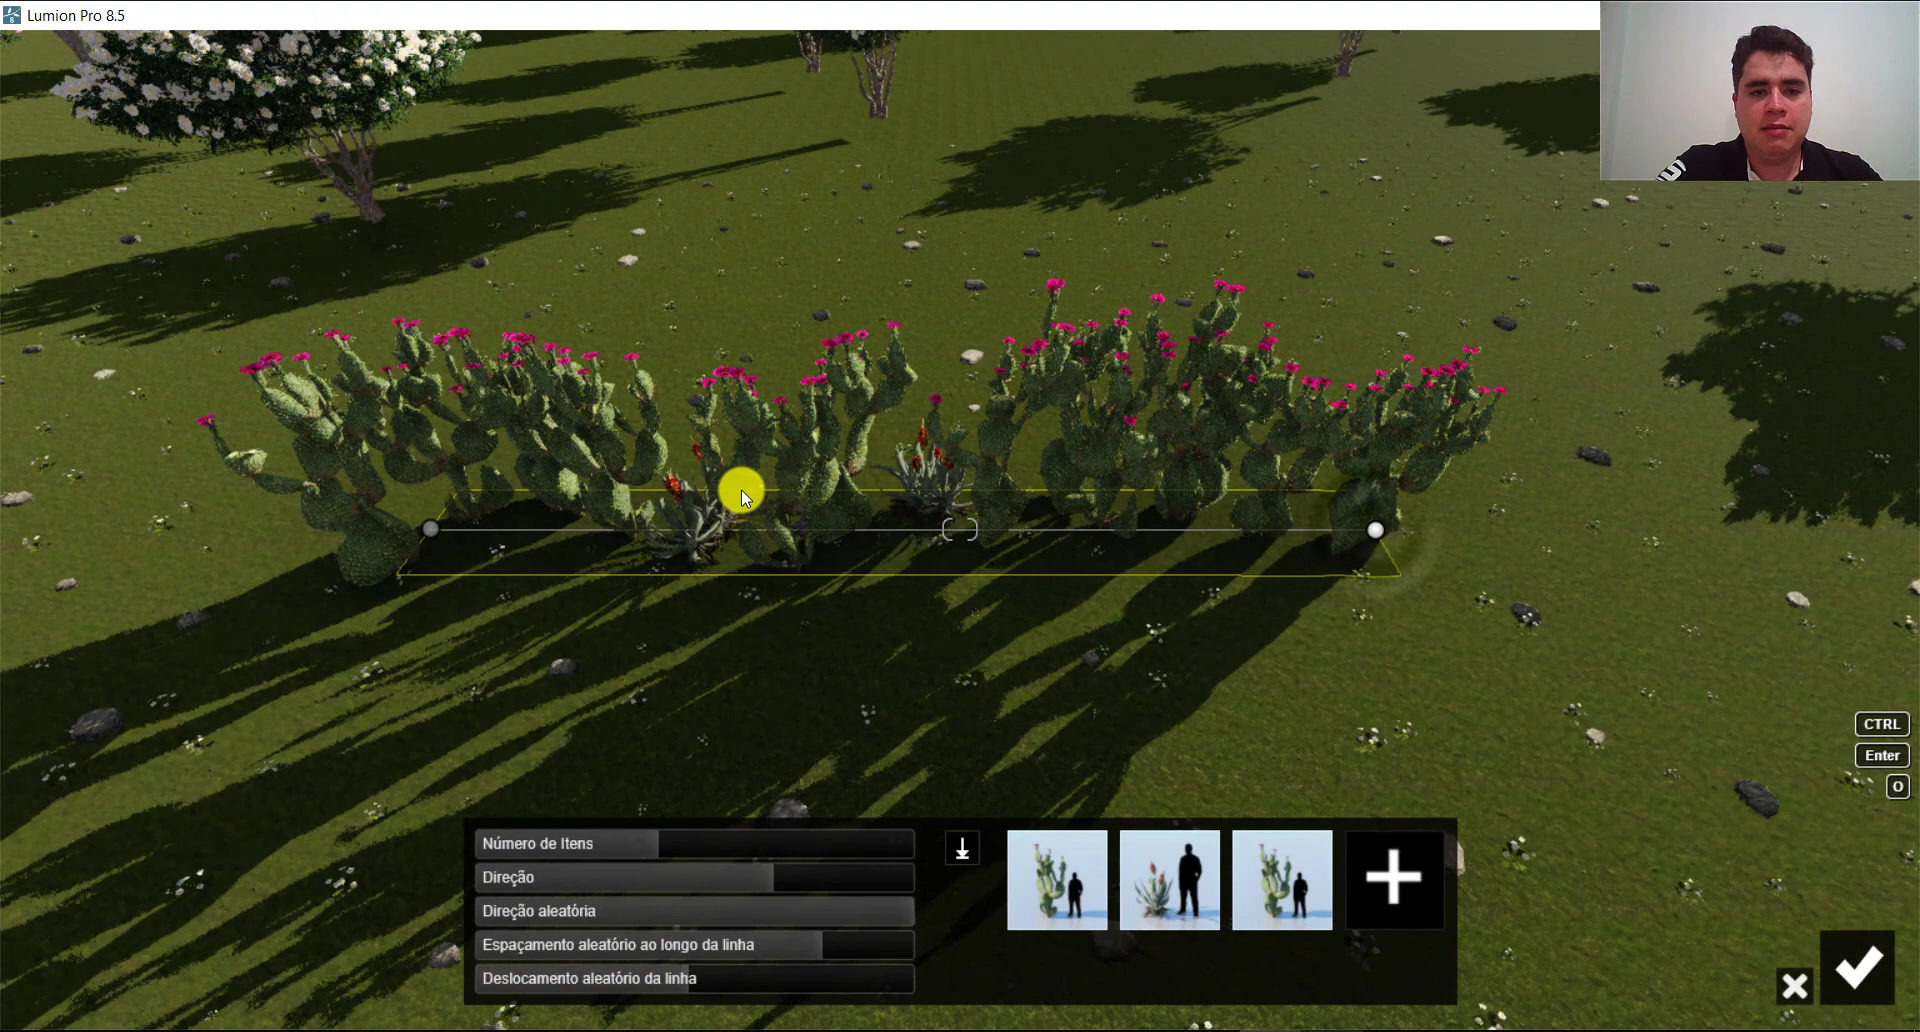 Lumion Pro 8.5
CTRL
Enter
O
Número de Itens
Direção
Direção aleatória
Espaçamento aleatório ao longo da linha
Deslocamento aleatório da linha